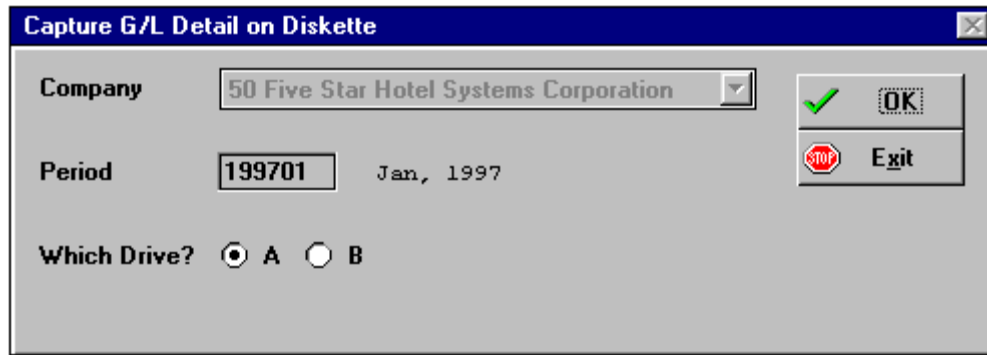 Capture G/L Detail on Diskette
Company 50 Five Star Hotel Systems Corporation OK
STOP Exit
Period 199701 Jan, 1997
Which Drive? A B